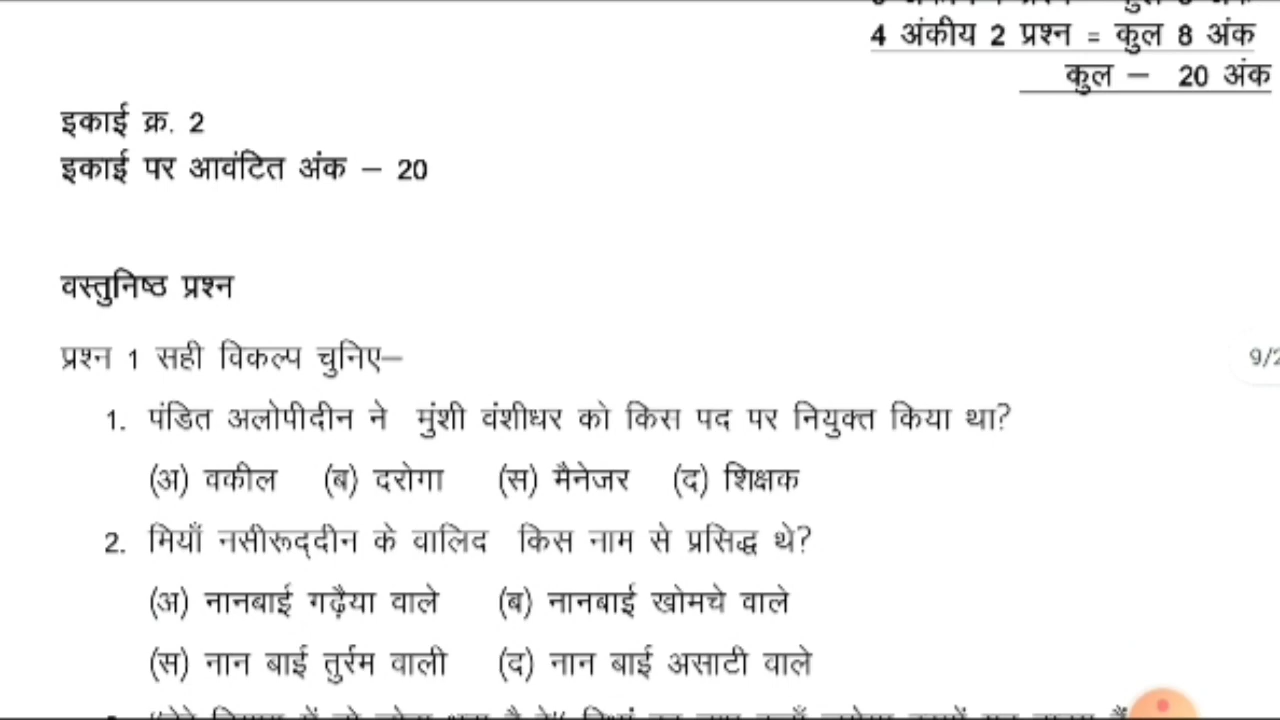 4 अंकीय 2 प्रश्न = कुल 8 अंक
कुल – 20 अंक
इकाई क्र. 2
इकाई पर आवंटित अंक – 20
वस्तुनिष्ठ प्रश्न
प्रश्न 1 सही विकल्प चुनिए–
9/2
1. पंडित अलोपीदीन ने मुंशी वंशीधर को किस पद पर नियुक्त किया था?
(अ) वकील (ब) दरोगा (स) मैनेजर (द) शिक्षक
2. मियाँ नसीरूद्दीन के वालिद किस नाम से प्रसिद्ध थे?
(अ) नानबाई गढ़ैया वाले (ब) नानबाई खोमचे वाले
(स) नान बाई तुर्रम वाली (द) नान बाई असाटी वाले